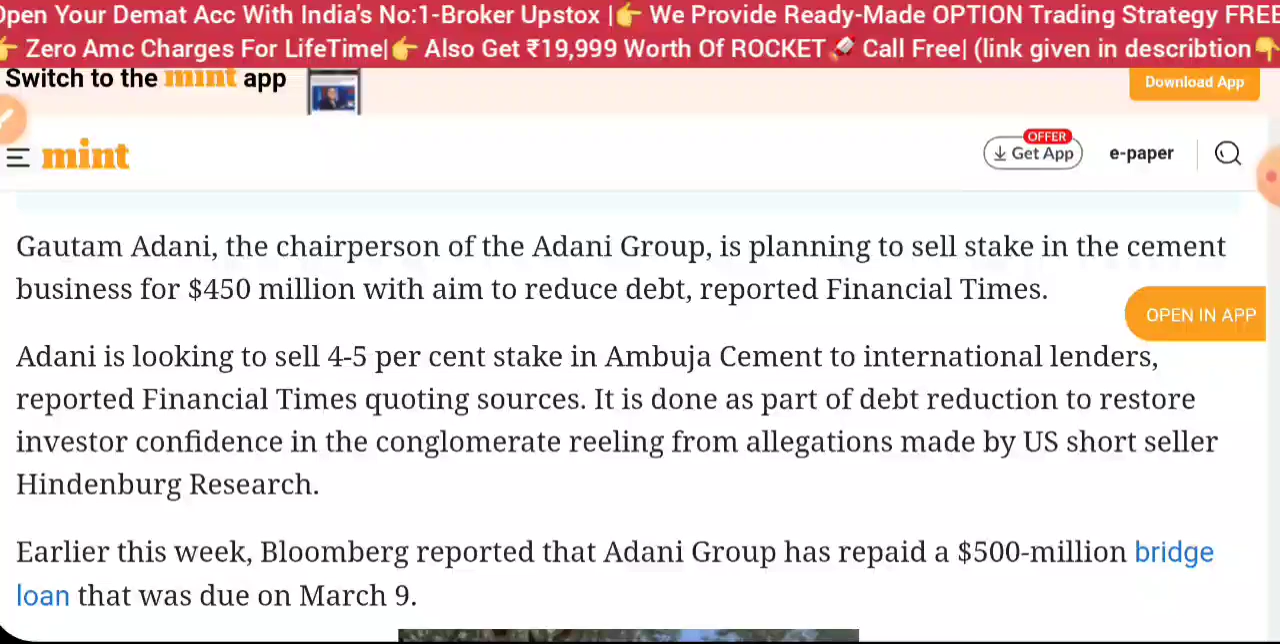 Open Your Demat Acc With India's No:1-Broker Upstox |👉 We Provide Ready-Made OPTION Trading Strategy FREE
👉 Zero Amc Charges For LifeTime|👉 Also Get ₹19,999 Worth Of ROCKET🚀 Call Free| (link given in describtion👇
Switch to the mint app
Download App
mint
OFFER
Get App
e-paper
Gautam Adani, the chairperson of the Adani Group, is planning to sell stake in the cement
business for $450 million with aim to reduce debt, reported Financial Times.
OPEN IN APP
Adani is looking to sell 4-5 per cent stake in Ambuja Cement to international lenders,
reported Financial Times quoting sources. It is done as part of debt reduction to restore
investor confidence in the conglomerate reeling from allegations made by US short seller
Hindenburg Research.
Earlier this week, Bloomberg reported that Adani Group has repaid a $500-million bridge
loan that was due on March 9.